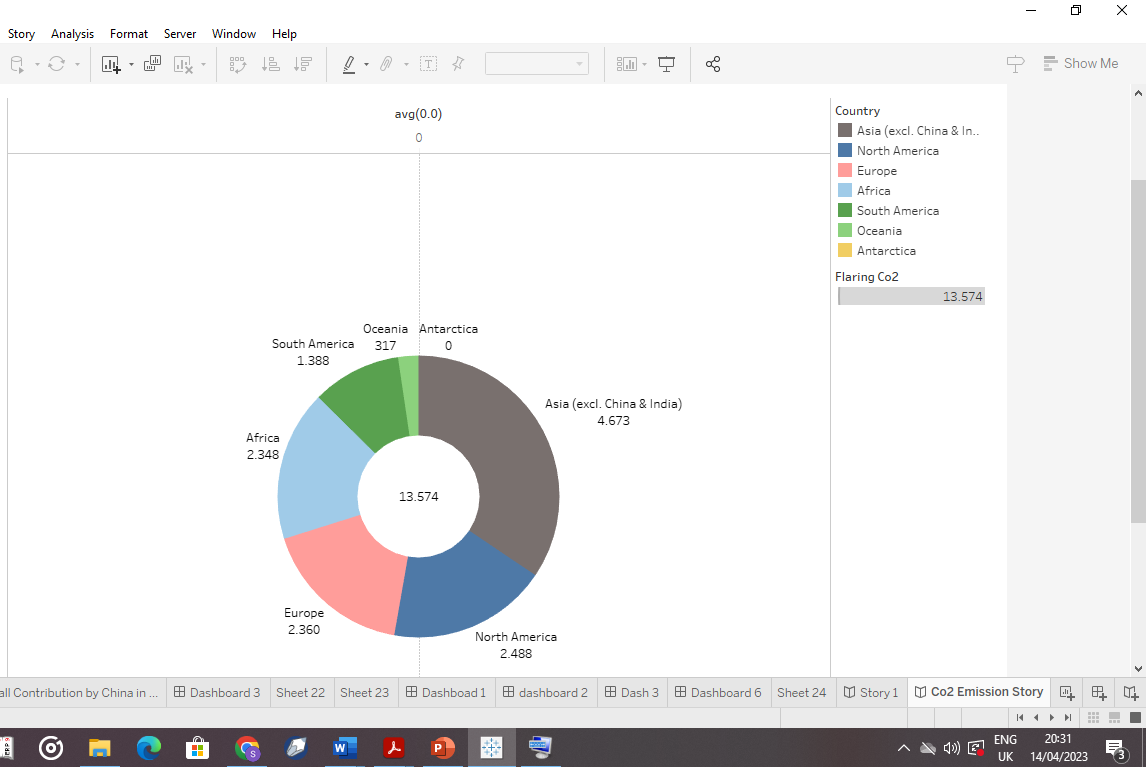 Story Analysis Format Server Window Help
Show Me
avg(0.0)
0
Country
Asia (excl. China & In..
North America
Europe
Africa
South America
Oceania
Antarctica
Flaring Co2
13.574
Oceania
317
Antarctica
0
South America
1.388
Asia (excl. China & India)
4.673
Africa
2.348
13.574
Europe
2.360
North America
2.488
all Contribution by China in ... Dashboard 3 Sheet 22 Sheet 23 Dashboad 1 dashboard 2 Dash 3 Dashboard 6 Sheet 24 Story 1 Co2 Emission Story
ENG
UK
20:31
14/04/2023
3